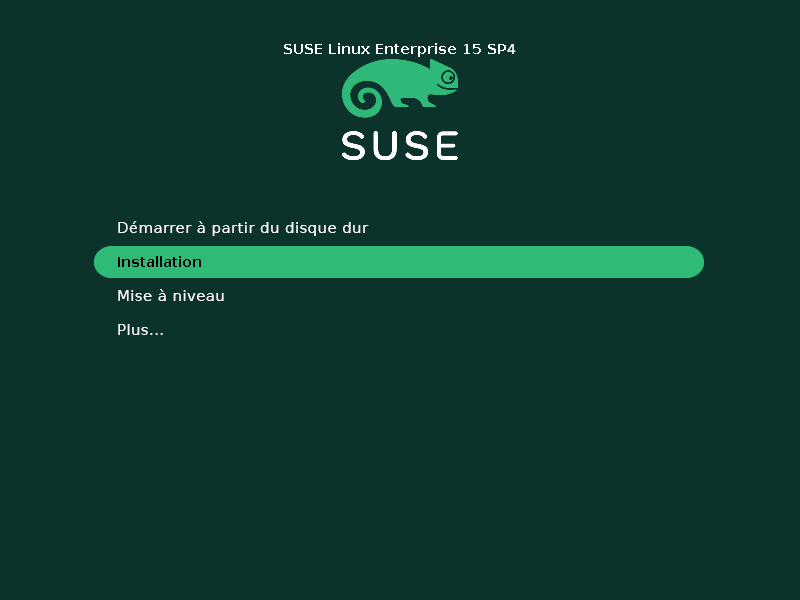 SUSE Linux Enterprise 15 SP4
SUSE
Démarrer à partir du disque dur
Installation
Mise à niveau
Plus...